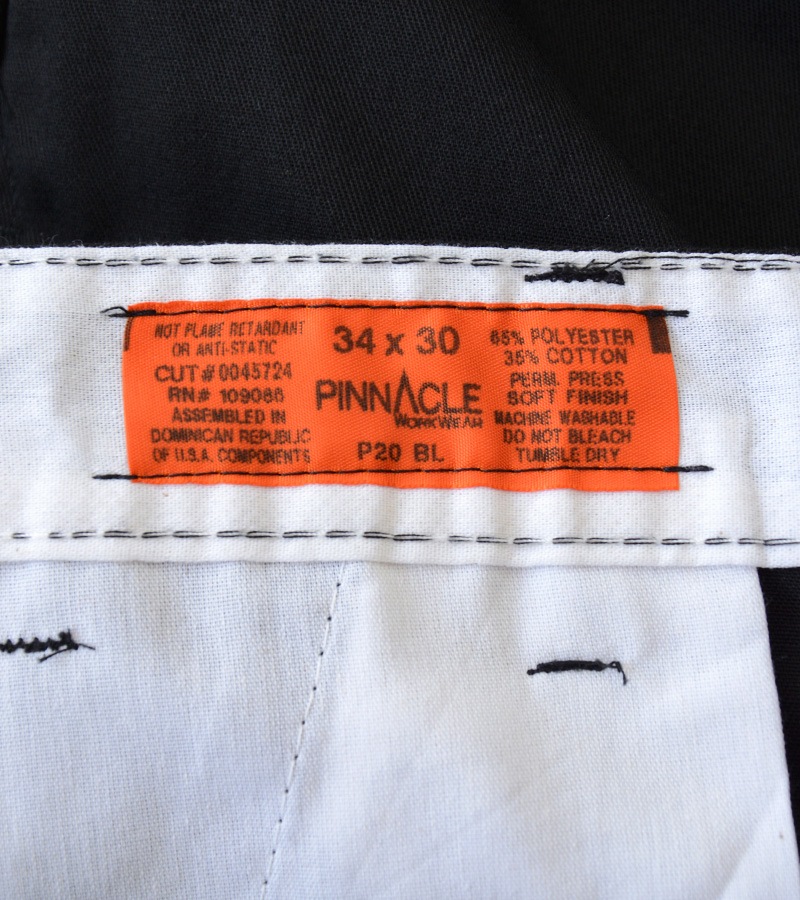 NOT FLAME RETARDANT
OR ANTI-STATIC
CUT# 0045724
RN# 109086
ASSEMBLED IN
DOMINICAN REPUBLIC
OF U.S.A. COMPONENTS
34 x 30
PINNACLE
WORKWEAR
P20 BL
65% POLYESTER
35% COTTON
PERM. PRESS
SOFT FINISH
MACHINE WASHABLE
DO NOT BLEACH
TUMBLE DRY